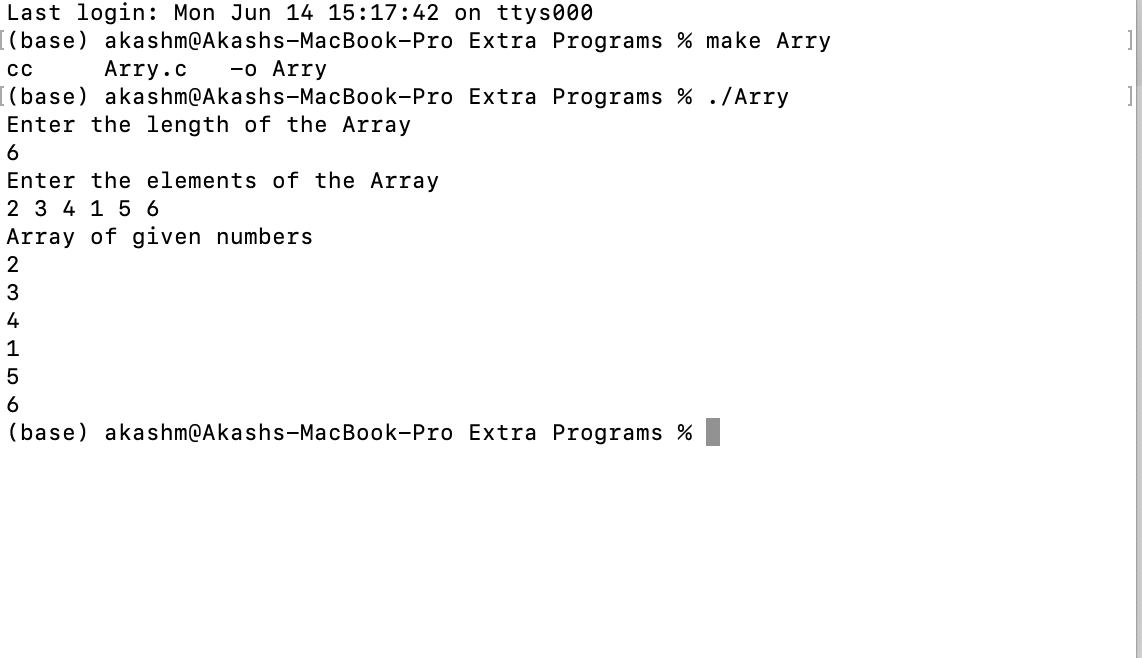 Last login: Mon Jun 14 15:17:42 on ttys000
[(base) akashm@Akashs-MacBook-Pro Extra Programs % make Arry ]
cc     Arry.c   -o Arry
[(base) akashm@Akashs-MacBook-Pro Extra Programs % ./Arry ]
Enter the length of the Array
6
Enter the elements of the Array
2 3 4 1 5 6
Array of given numbers
2
3
4
1
5
6
(base) akashm@Akashs-MacBook-Pro Extra Programs %